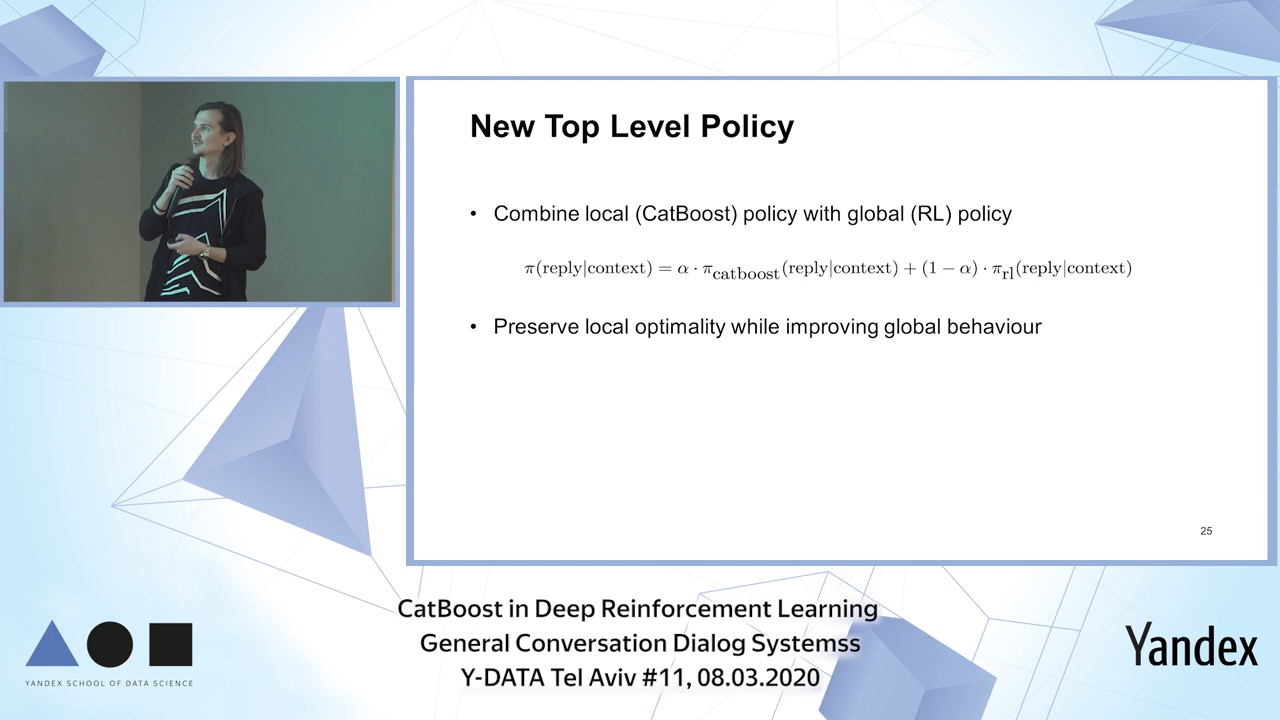 New Top Level Policy
• Combine local (CatBoost) policy with global (RL) policy
π(reply|context) = α · π_catboost(reply|context) + (1 − α) · π_rl(reply|context)
• Preserve local optimality while improving global behaviour
25
CatBoost in Deep Reinforcement Learning
General Conversation Dialog Systemss
Y-DATA Tel Aviv #11, 08.03.2020
YANDEX SCHOOL OF DATA SCIENCE
Yandex